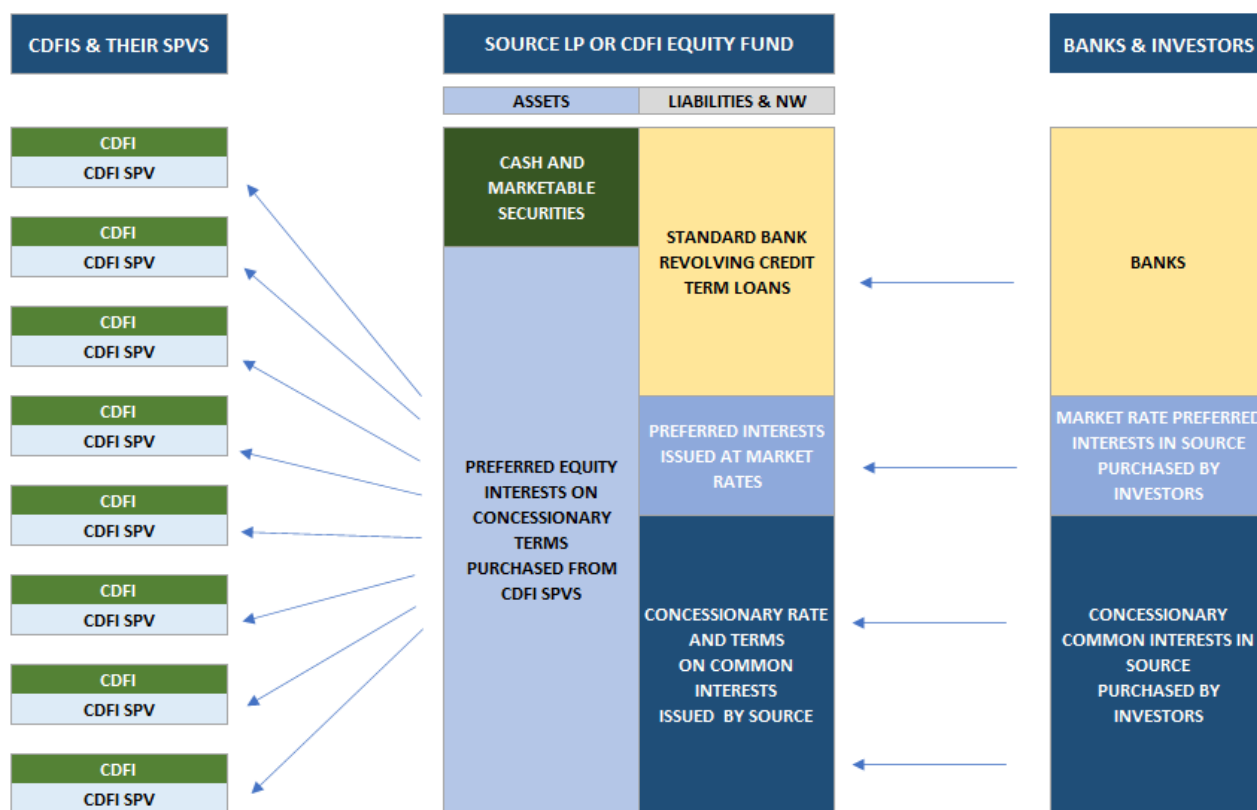 CDFIS & THEIR SPVS
SOURCE LP OR CDFI EQUITY FUND
BANKS & INVESTORS
ASSETS
LIABILITIES & NW
CDFI
CDFI SPV
CDFI
CDFI SPV
CDFI
CDFI SPV
CDFI
CDFI SPV
CDFI
CDFI SPV
CDFI
CDFI SPV
CDFI
CDFI SPV
CDFI
CDFI SPV
CASH AND
MARKETABLE
SECURITIES
PREFERRED EQUITY
INTERESTS ON
CONCESSIONARY
TERMS
PURCHASED FROM
CDFI SPVS
STANDARD BANK
REVOLVING CREDIT
TERM LOANS
PREFERRED INTERESTS
ISSUED AT MARKET
RATES
CONCESSIONARY RATE
AND TERMS
ON COMMON
INTERESTS
ISSUED BY SOURCE
BANKS
MARKET RATE PREFERRED
INTERESTS IN SOURCE
PURCHASED BY
INVESTORS
CONCESSIONARY
COMMON INTERESTS IN
SOURCE
PURCHASED BY
INVESTORS